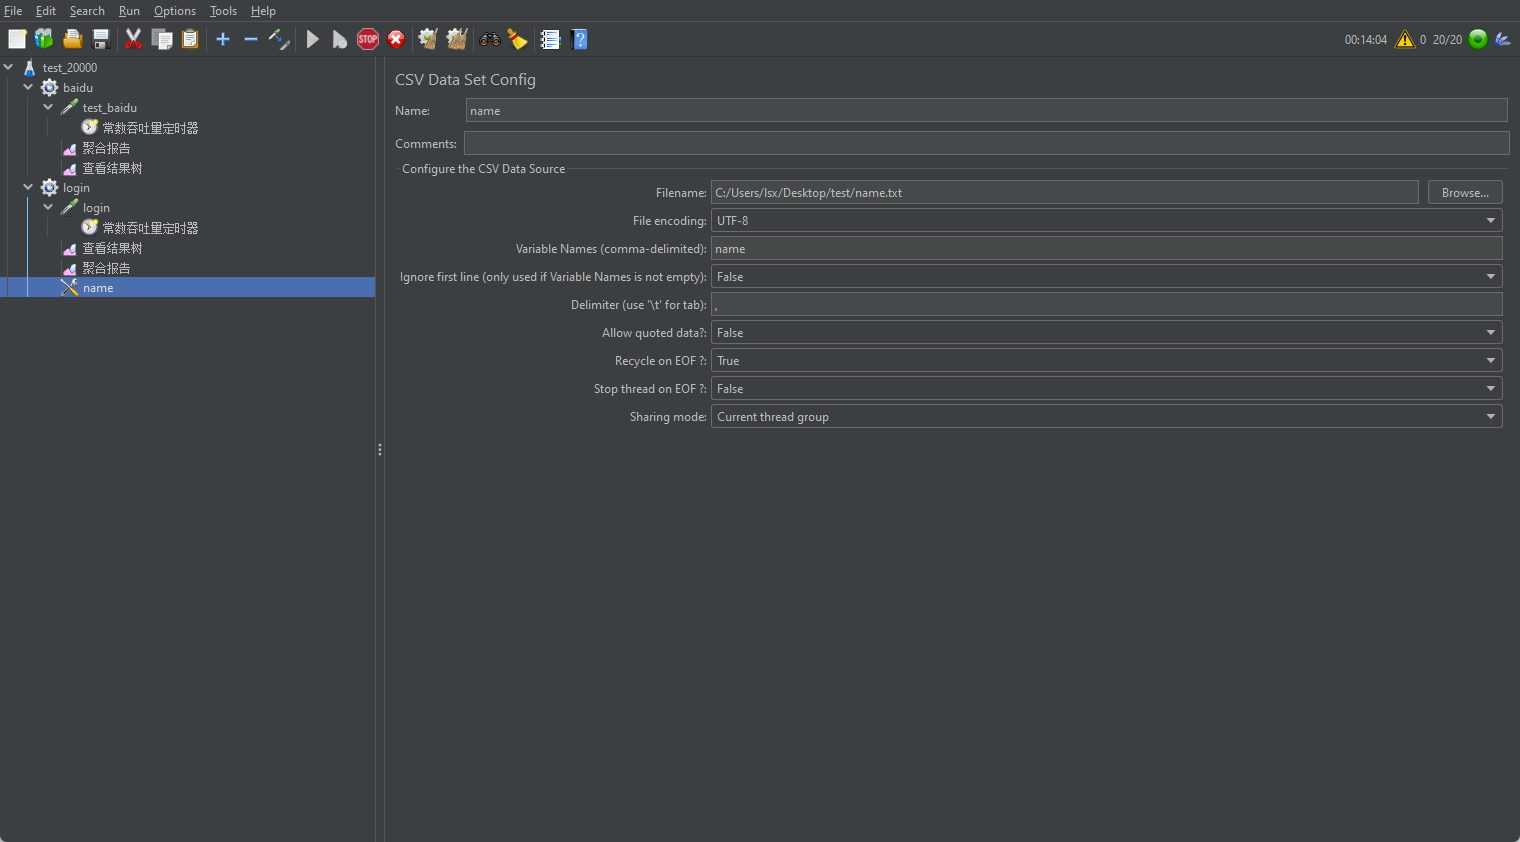 File Edit Search Run Options Tools Help
STOP
00:14:04 0 20/20
test_20000
baidu
test_baidu
常数吞吐量定时器
聚合报告
查看结果树
login
login
常数吞吐量定时器
查看结果树
聚合报告
name
CSV Data Set Config
Name: name
Comments:
Configure the CSV Data Source
Filename: C:/Users/lsx/Desktop/test/name.txt Browse...
File encoding: UTF-8
Variable Names (comma-delimited): name
Ignore first line (only used if Variable Names is not empty): False
Delimiter (use '\t' for tab): ,
Allow quoted data?: False
Recycle on EOF ?: True
Stop thread on EOF ?: False
Sharing mode: Current thread group